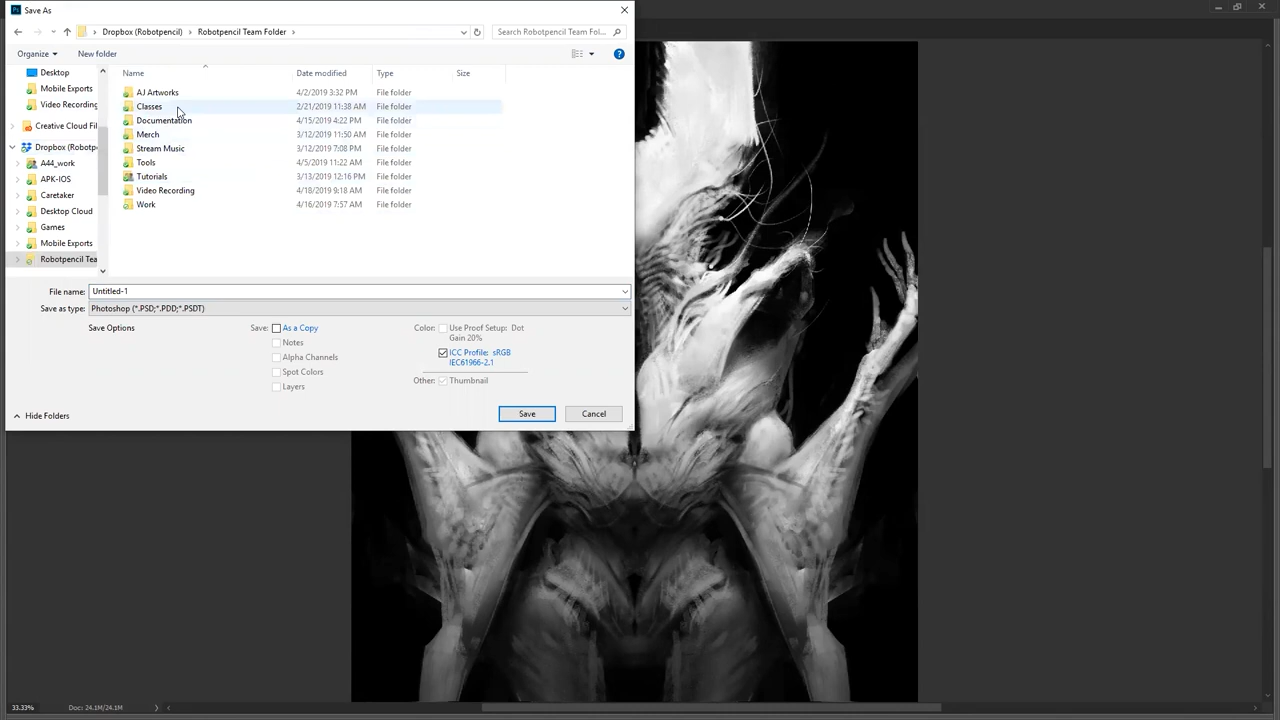 Save As
Dropbox (Robotpencil) Robotpencil Team Folder
Search Robotpencil Team Fol...
Organize New folder
Name Date modified Type Size
Desktop
Mobile Exports
Video Recording
Creative Cloud Fil
Dropbox (Robotp
A44_work
APK-IOS
Caretaker
Desktop Cloud
Games
Mobile Exports
Robotpencil Tea
AJ Artworks 4/2/2019 3:32 PM File folder
Classes 2/21/2019 11:38 AM File folder
Documentation 4/15/2019 4:22 PM File folder
Merch 3/12/2019 11:50 AM File folder
Stream Music 3/12/2019 7:08 PM File folder
Tools 4/5/2019 11:22 AM File folder
Tutorials 3/13/2019 12:16 PM File folder
Video Recording 4/18/2019 9:18 AM File folder
Work 4/16/2019 7:57 AM File folder
File name: Untitled-1
Save as type: Photoshop (*.PSD;*.PDD;*.PSDT)
Save Options
Save: As a Copy
Notes
Alpha Channels
Spot Colors
Layers
Color: Use Proof Setup: Dot
Gain 20%
ICC Profile: sRGB
IEC61966-2.1
Other: Thumbnail
Hide Folders
Save Cancel
33.33% Doc: 24.1M/24.1M